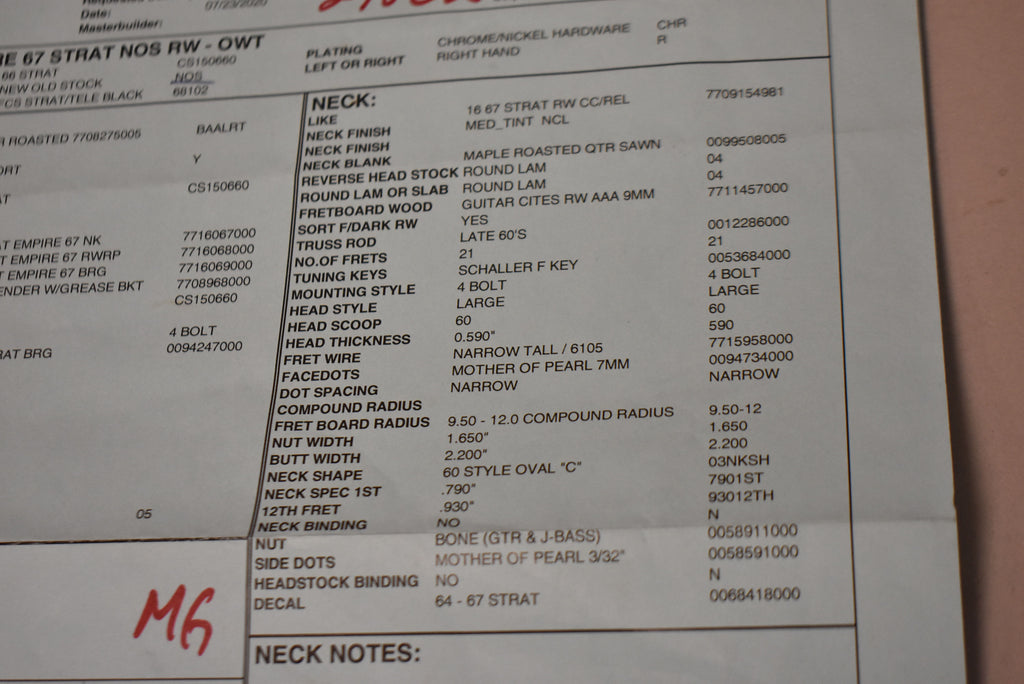 Date:
07/23/2020
Masterbuilder:
RE 67 STRAT NOS RW - OWT
CS150660
66 STRAT
NEW OLD STOCK NOS
FCS STRAT/TELE BLACK 68102
PLATING CHROME/NICKEL HARDWARE CHR
LEFT OR RIGHT RIGHT HAND R
R ROASTED 7708275005 BAALRT
ORT Y
AT CS150660
AT EMPIRE 67 NK 7716067000
T EMPIRE 67 RWRP 7716068000
T EMPIRE 67 BRG 7716069000
ENDER W/GREASE BKT 7708968000
CS150660
4 BOLT
RAT BRG 0094247000
05
MG
NECK:
LIKE 16 67 STRAT RW CC/REL 7709154981
NECK FINISH MED_TINT NCL
NECK FINISH
NECK BLANK MAPLE ROASTED QTR SAWN 0099508005
REVERSE HEAD STOCK ROUND LAM 04
ROUND LAM OR SLAB ROUND LAM 04
FRETBOARD WOOD GUITAR CITES RW AAA 9MM 7711457000
SORT F/DARK RW YES
TRUSS ROD LATE 60'S 0012286000
NO.OF FRETS 21 21
TUNING KEYS SCHALLER F KEY 0053684000
MOUNTING STYLE 4 BOLT 4 BOLT
HEAD STYLE LARGE LARGE
HEAD SCOOP 60 60
HEAD THICKNESS 0.590" 590
FRET WIRE NARROW TALL / 6105 7715958000
FACEDOTS MOTHER OF PEARL 7MM 0094734000
DOT SPACING NARROW NARROW
COMPOUND RADIUS
FRET BOARD RADIUS 9.50 - 12.0 COMPOUND RADIUS 9.50-12
NUT WIDTH 1.650" 1.650
BUTT WIDTH 2.200" 2.200
NECK SHAPE 60 STYLE OVAL "C" 03NKSH
NECK SPEC 1ST .790" 7901ST
12TH FRET .930" 93012TH
NECK BINDING NO N
NUT BONE (GTR & J-BASS) 0058911000
SIDE DOTS MOTHER OF PEARL 3/32" 0058591000
HEADSTOCK BINDING NO N
DECAL 64 - 67 STRAT 0068418000
NECK NOTES: